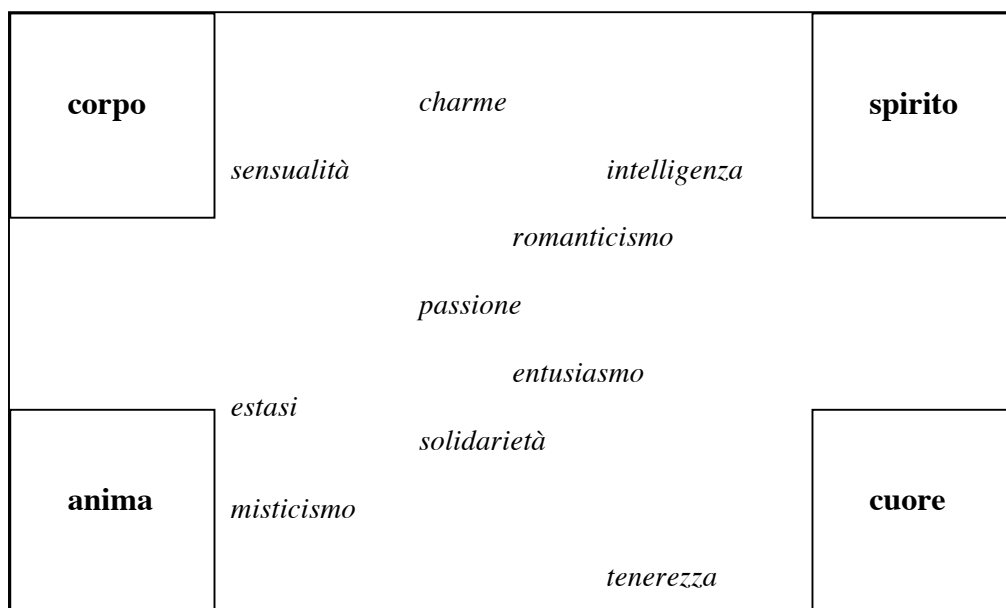 corpo charme spirito
sensualità intelligenza
romanticismo
passione
entusiasmo
estasi
solidarietà
anima misticismo cuore
tenerezza